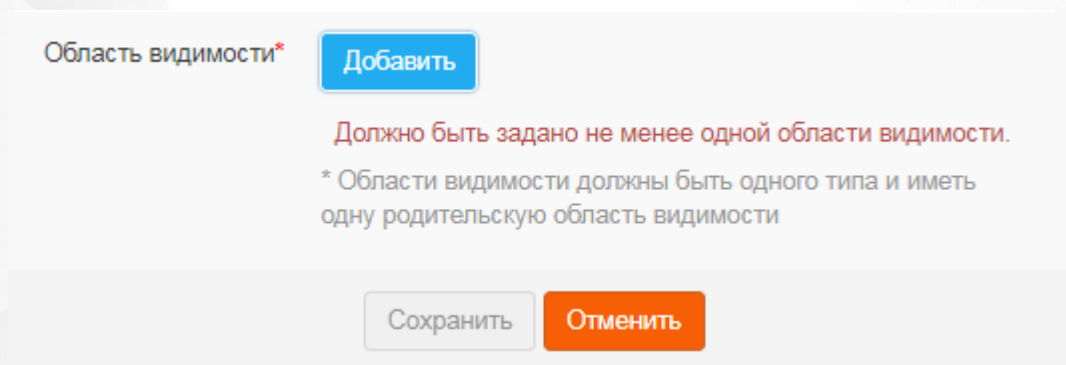 Область видимости*
Добавить
Должно быть задано не менее одной области видимости.
* Области видимости должны быть одного типа и иметь
одну родительскую область видимости
Сохранить
Отменить